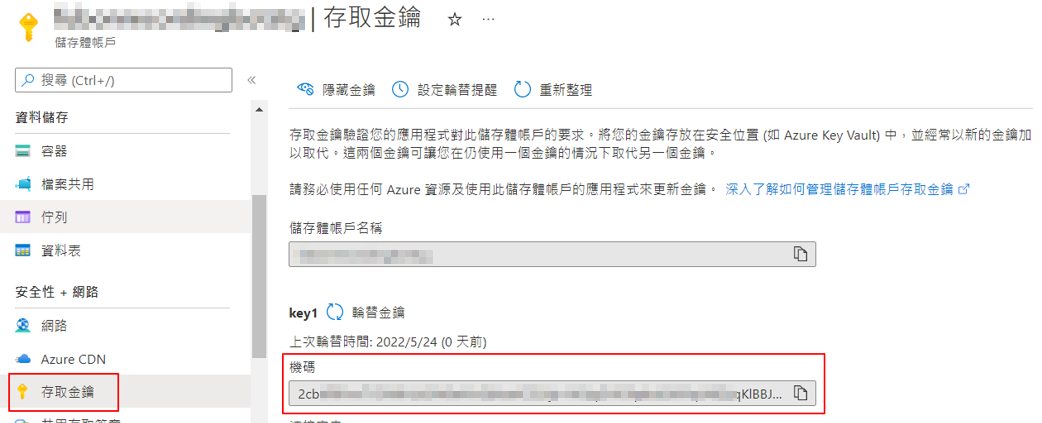 | 存取金鑰 ☆ ···
儲存體帳戶
搜尋 (Ctrl+/)
«
資料儲存
容器
檔案共用
佇列
資料表
安全性 + 網路
網路
Azure CDN
存取金鑰
隱藏金鑰 設定輪替提醒 重新整理
存取金鑰驗證您的應用程式對此儲存體帳戶的要求。將您的金鑰存放在安全位置 (如 Azure Key Vault) 中，並經常以新的金鑰加
以取代。這兩個金鑰可讓您在仍使用一個金鑰的情況下取代另一個金鑰。
請務必使用任何 Azure 資源及使用此儲存體帳戶的應用程式來更新金鑰。 深入了解如何管理儲存體帳戶存取金鑰
儲存體帳戶名稱
key1 輪替金鑰
上次輪替時間: 2022/5/24 (0 天前)
機碼
2cb qKlBBJ...